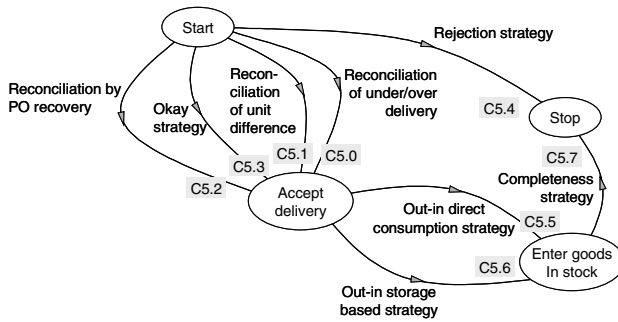 Start
Rejection strategy
Reconciliation by
PO recovery
Okay
strategy
Recon-
ciliation
of unit
difference
Reconciliation
of under/over
delivery
C5.4
Stop
C5.3
C5.1
C5.0
C5.7
C5.2
Accept
delivery
Completeness
strategy
Out-in direct
consumption strategy
C5.5
C5.6
Enter goods
In stock
Out-in storage
based strategy